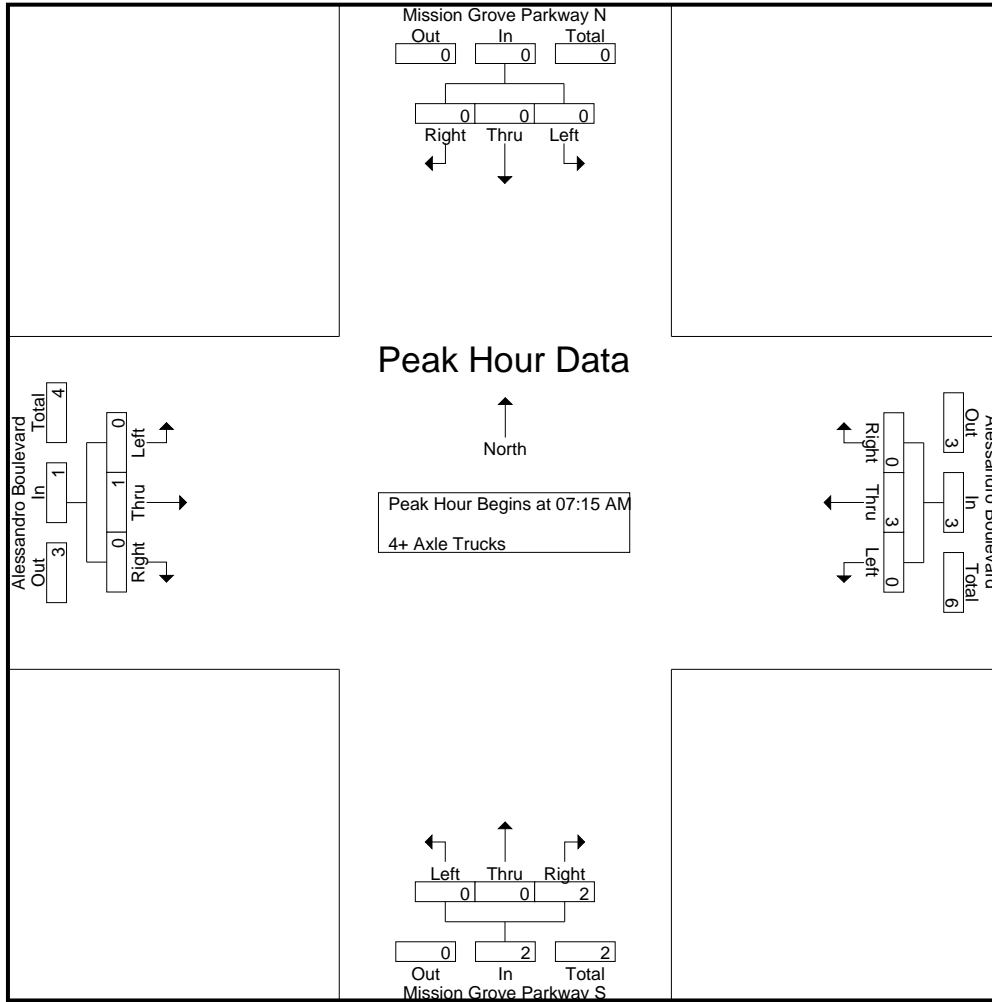 Mission Grove Parkway N
Out In Total
0 0 0
0 0 0
Right Thru Left
Peak Hour Data
North
Peak Hour Begins at 07:15 AM
4+ Axle Trucks
Alessandro Boulevard
Out In Total
3 1 4
Left Thru Right
0 1 0
Alessandro Boulevard
Out In Total
3 3 6
Right Thru Left
0 3 0
Left Thru Right
0 0 2
0 2 2
Out In Total
Mission Grove Parkway S